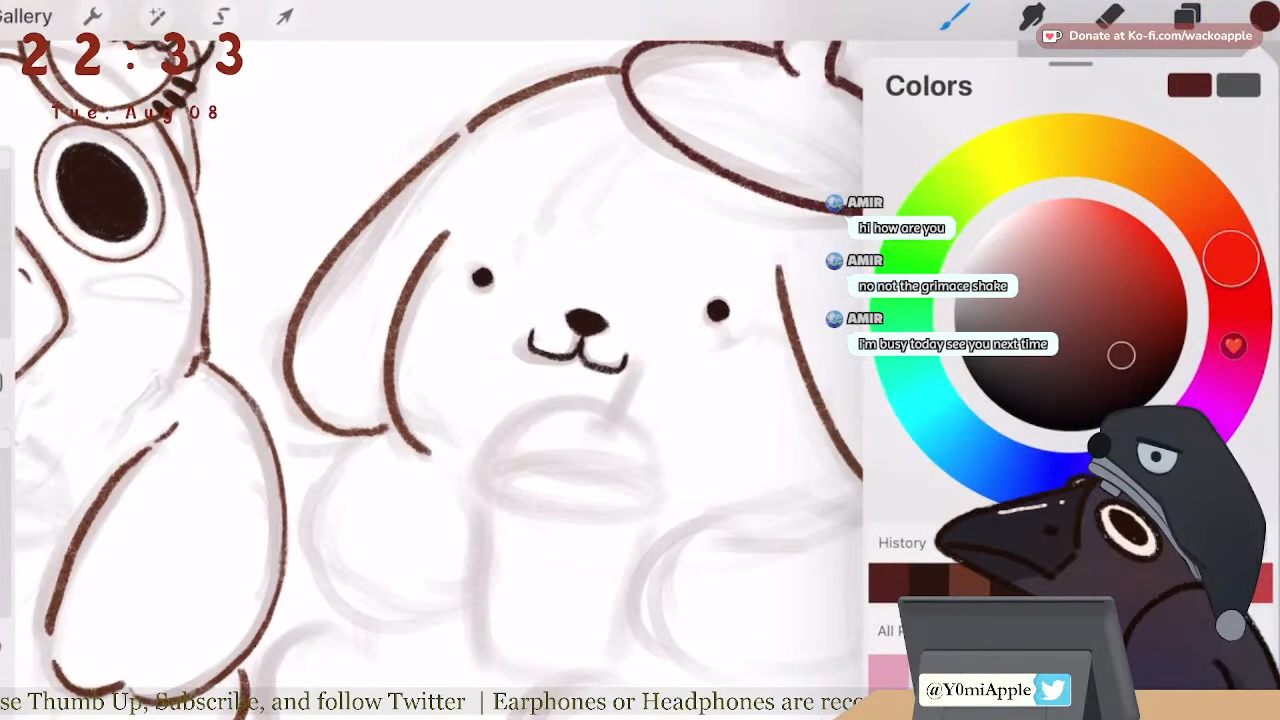 Gallery
22:33
Tue, Aug 08
Donate at Ko-fi.com/wackoapple
Colors
AMIR
hi how are you
AMIR
no not the grimace shake
AMIR
i'm busy today see you next time
History
All
@Y0miApple
se Thumb Up, Subscribe, and follow Twitter | Earphones or Headphones are reco